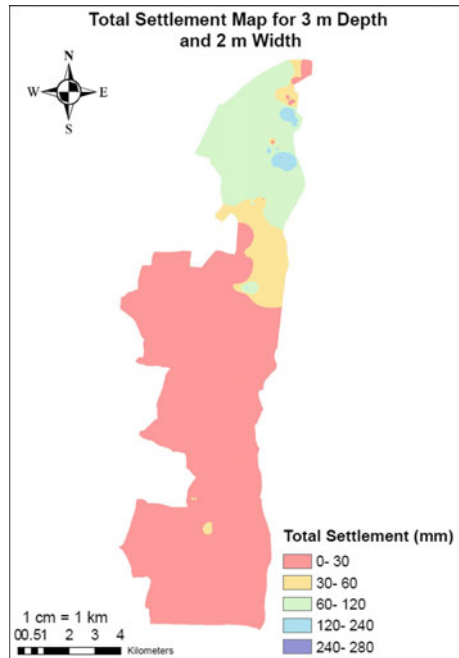 Total Settlement Map for 3 m Depth
and 2 m Width
N
W E
S
Total Settlement (mm)
0- 30
30- 60
60- 120
120- 240
240- 280
1 cm = 1 km
00.51 2 3 4 Kilometers